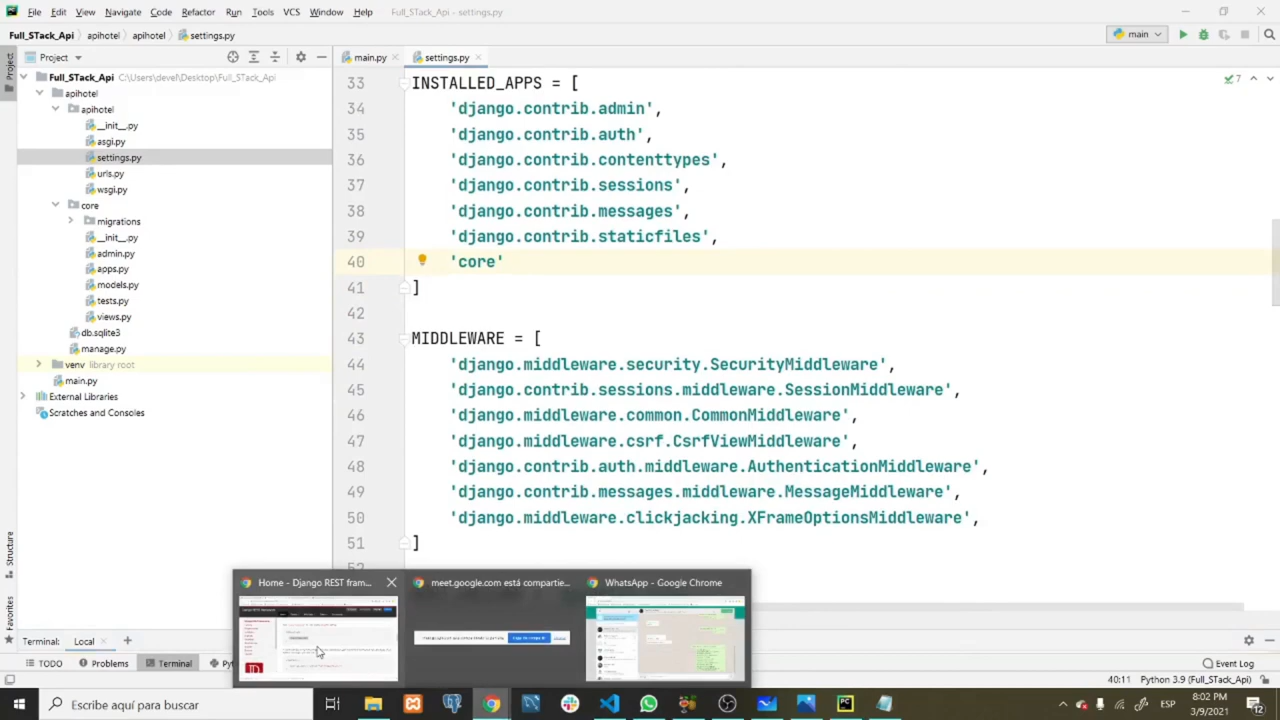 File Edit View Navigate Code Refactor Run Tools VCS Window Help Full_STack_Api - settings.py
Full_STack_Api apihotel apihotel settings.py main
Project
main.py settings.py
Full_STack_Api C:\Users\devel\Desktop\Full_STack_Api
apihotel
apihotel
__init__.py
asgi.py
settings.py
urls.py
wsgi.py
core
migrations
__init__.py
admin.py
apps.py
models.py
tests.py
views.py
db.sqlite3
manage.py
venv library root
main.py
External Libraries
Scratches and Consoles
Project
Structure
Favorites
7
33 INSTALLED_APPS = [
34 'django.contrib.admin',
35 'django.contrib.auth',
36 'django.contrib.contenttypes',
37 'django.contrib.sessions',
38 'django.contrib.messages',
39 'django.contrib.staticfiles',
40 'core'
41 ]
42
43 MIDDLEWARE = [
44 'django.middleware.security.SecurityMiddleware',
45 'django.contrib.sessions.middleware.SessionMiddleware',
46 'django.middleware.common.CommonMiddleware',
47 'django.middleware.csrf.CsrfViewMiddleware',
48 'django.contrib.auth.middleware.AuthenticationMiddleware',
49 'django.contrib.messages.middleware.MessageMiddleware',
50 'django.middleware.clickjacking.XFrameOptionsMiddleware',
51 ]
52
Home - Django REST fram... meet.google.com está compartie... WhatsApp - Google Chrome
Terminal: Local
TODO Problems Terminal Py Event Log
40:11 Python 3.9 (Full_STack_Api)
Escribe aquí para buscar
ESP
8:02 PM
3/9/2021
2